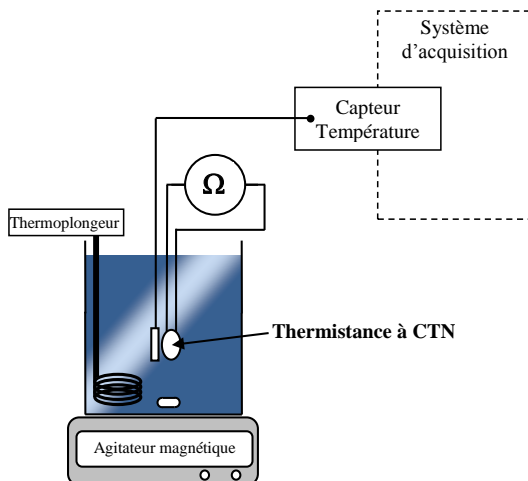 Système
d'acquisition
Capteur
Température
Ω
Thermoplongeur
Thermistance à CTN
Agitateur magnétique